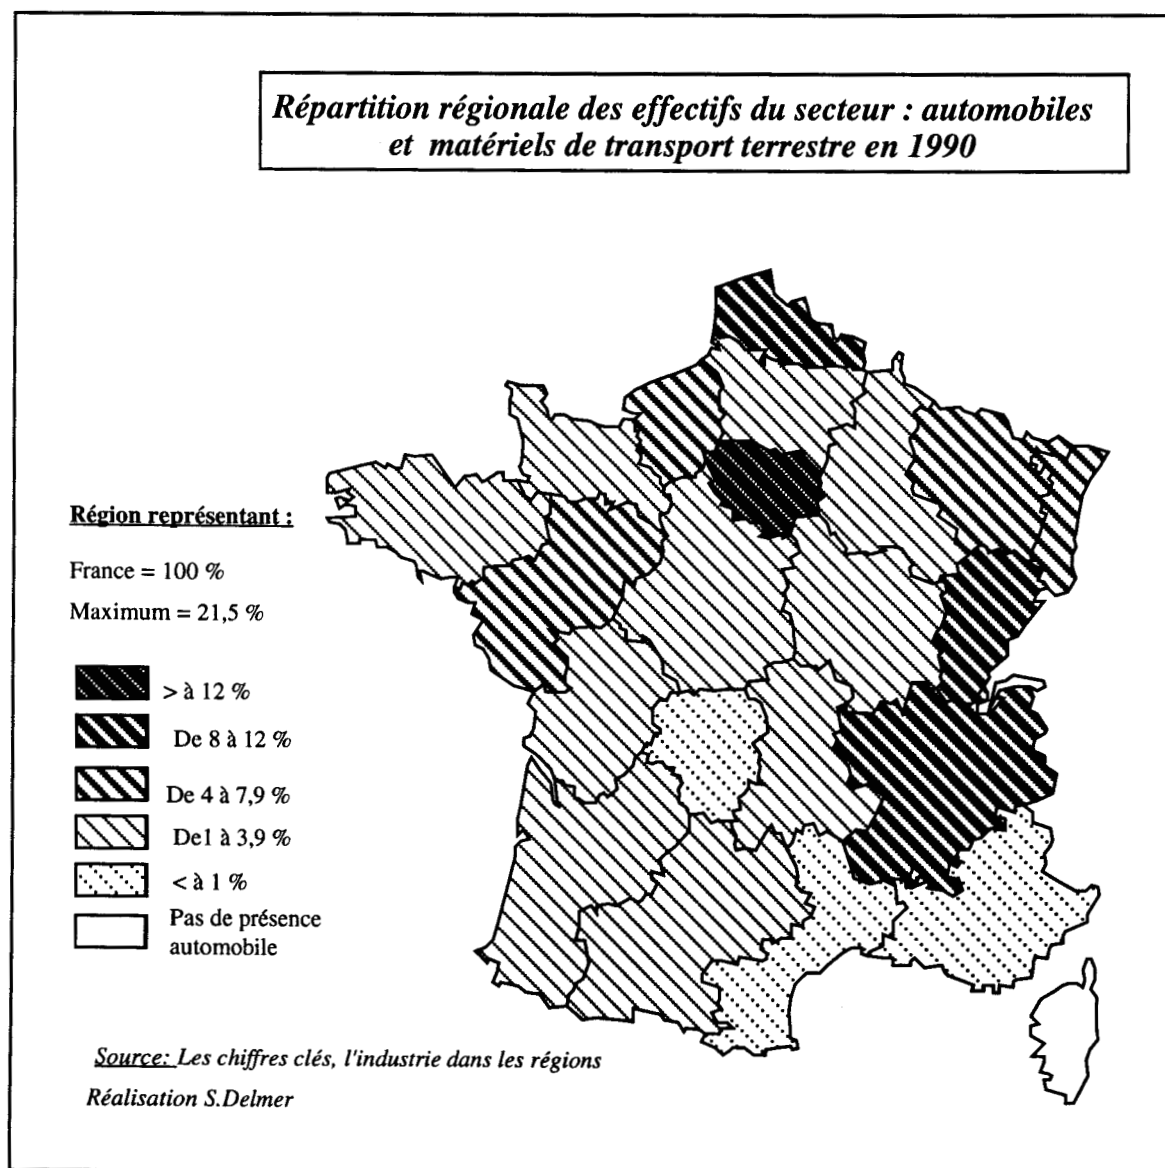 Répartition régionale des effectifs du secteur : automobiles
et matériels de transport terrestre en 1990
Région représentant :
France = 100 %
Maximum = 21,5 %
> à 12 %
De 8 à 12 %
De 4 à 7,9 %
De1 à 3,9 %
< à 1 %
Pas de présence
automobile
Source: Les chiffres clés, l'industrie dans les régions
Réalisation S.Delmer